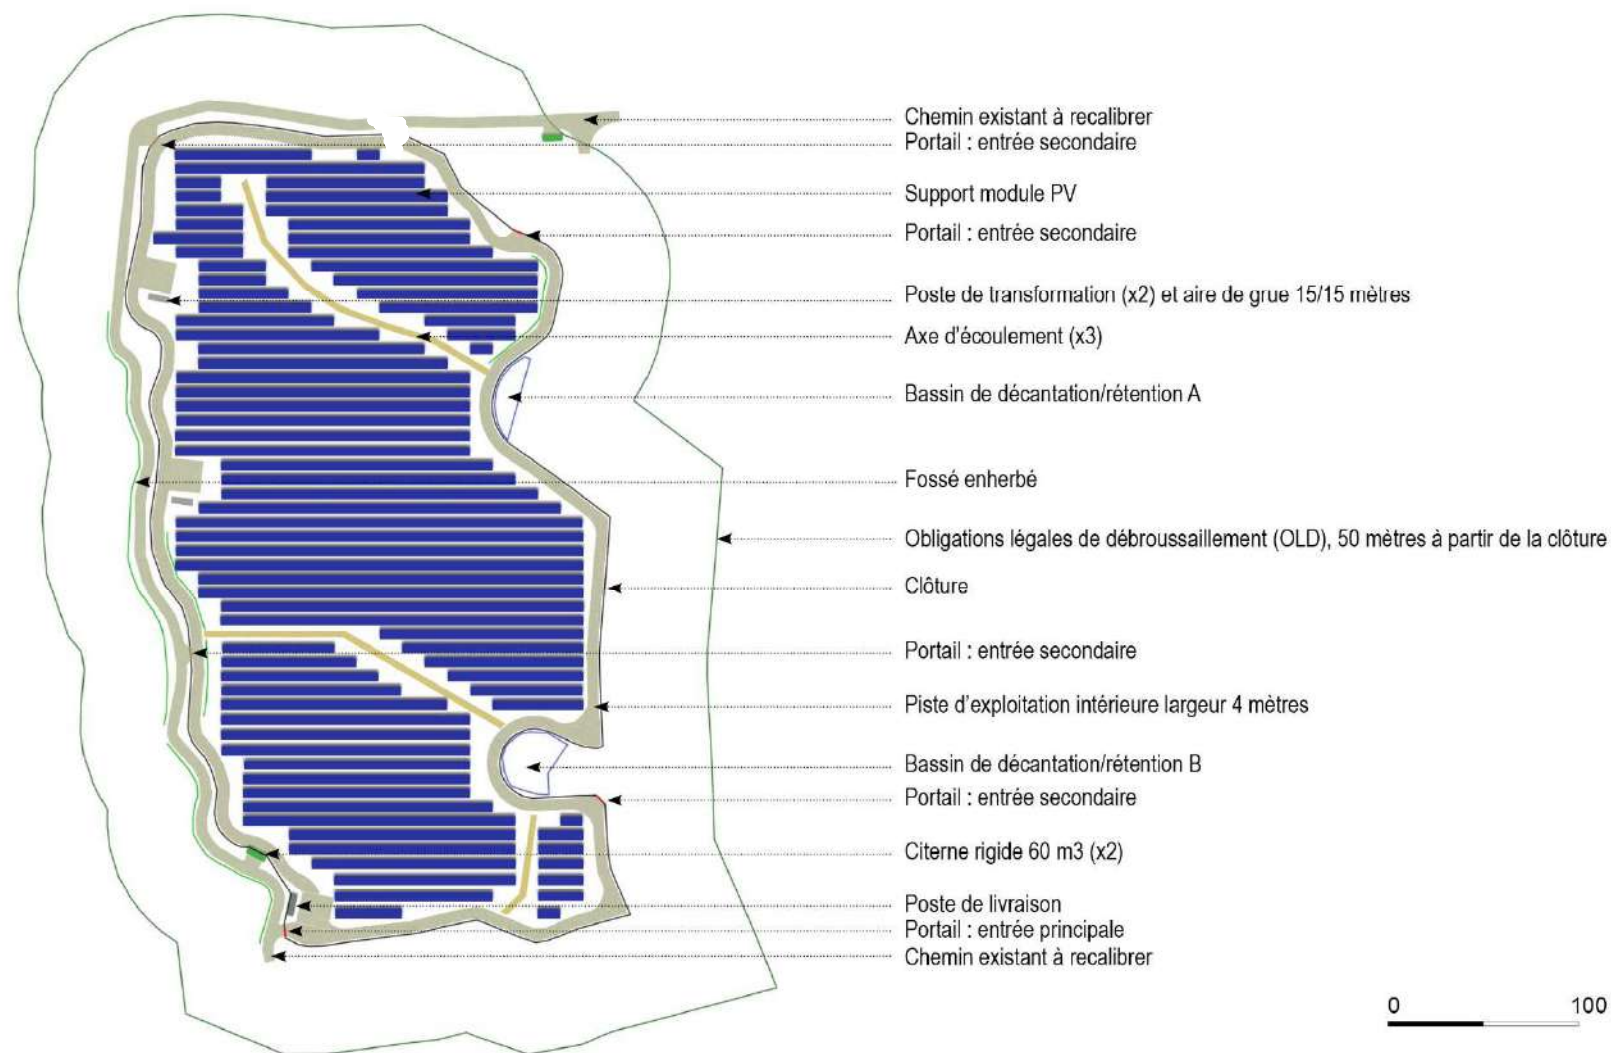 Chemin existant à recalibrer
Portail : entrée secondaire
Support module PV
Portail : entrée secondaire
Poste de transformation (x2) et aire de grue 15/15 mètres
Axe d'écoulement (x3)
Bassin de décantation/rétention A
Fossé enherbé
Obligations légales de débroussaillement (OLD), 50 mètres à partir de la clôture
Clôture
Portail : entrée secondaire
Piste d'exploitation intérieure largeur 4 mètres
Bassin de décantation/rétention B
Portail : entrée secondaire
Citerne rigide 60 m3 (x2)
Poste de livraison
Portail : entrée principale
Chemin existant à recalibrer
0 100